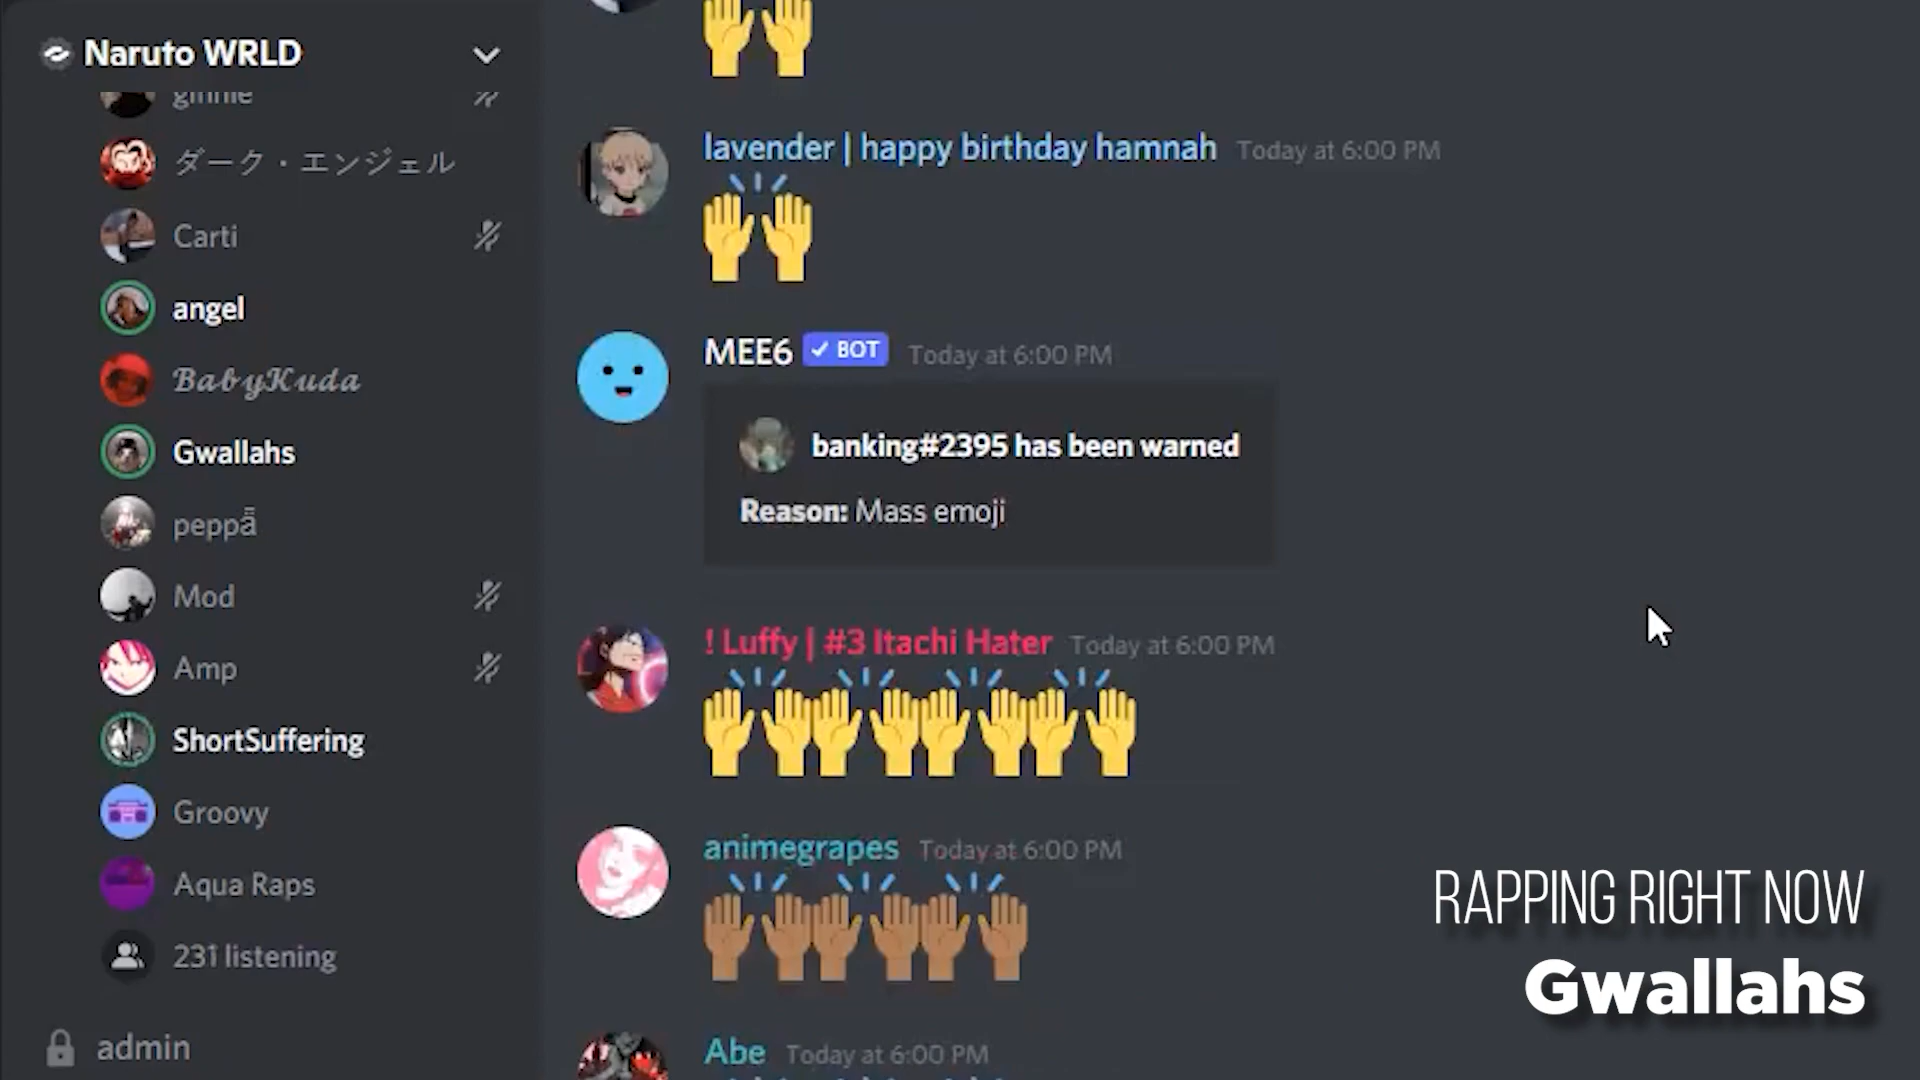 Naruto WRLD
ginnie
ダーク・エンジェル
Carti
angel
𝓑𝓪𝓫𝔂𝓚𝓾𝓭𝓪
Gwallahs
peppǟ
Mod
Amp
ShortSuffering
Groovy
Aqua Raps
231 listening
admin
lavender | happy birthday hamnah Today at 6:00 PM
MEE6 ✓ BOT Today at 6:00 PM
banking#2395 has been warned
Reason: Mass emoji
! Luffy | #3 Itachi Hater Today at 6:00 PM
animegrapes Today at 6:00 PM
Abe Today at 6:00 PM
RAPPING RIGHT NOW
Gwallahs